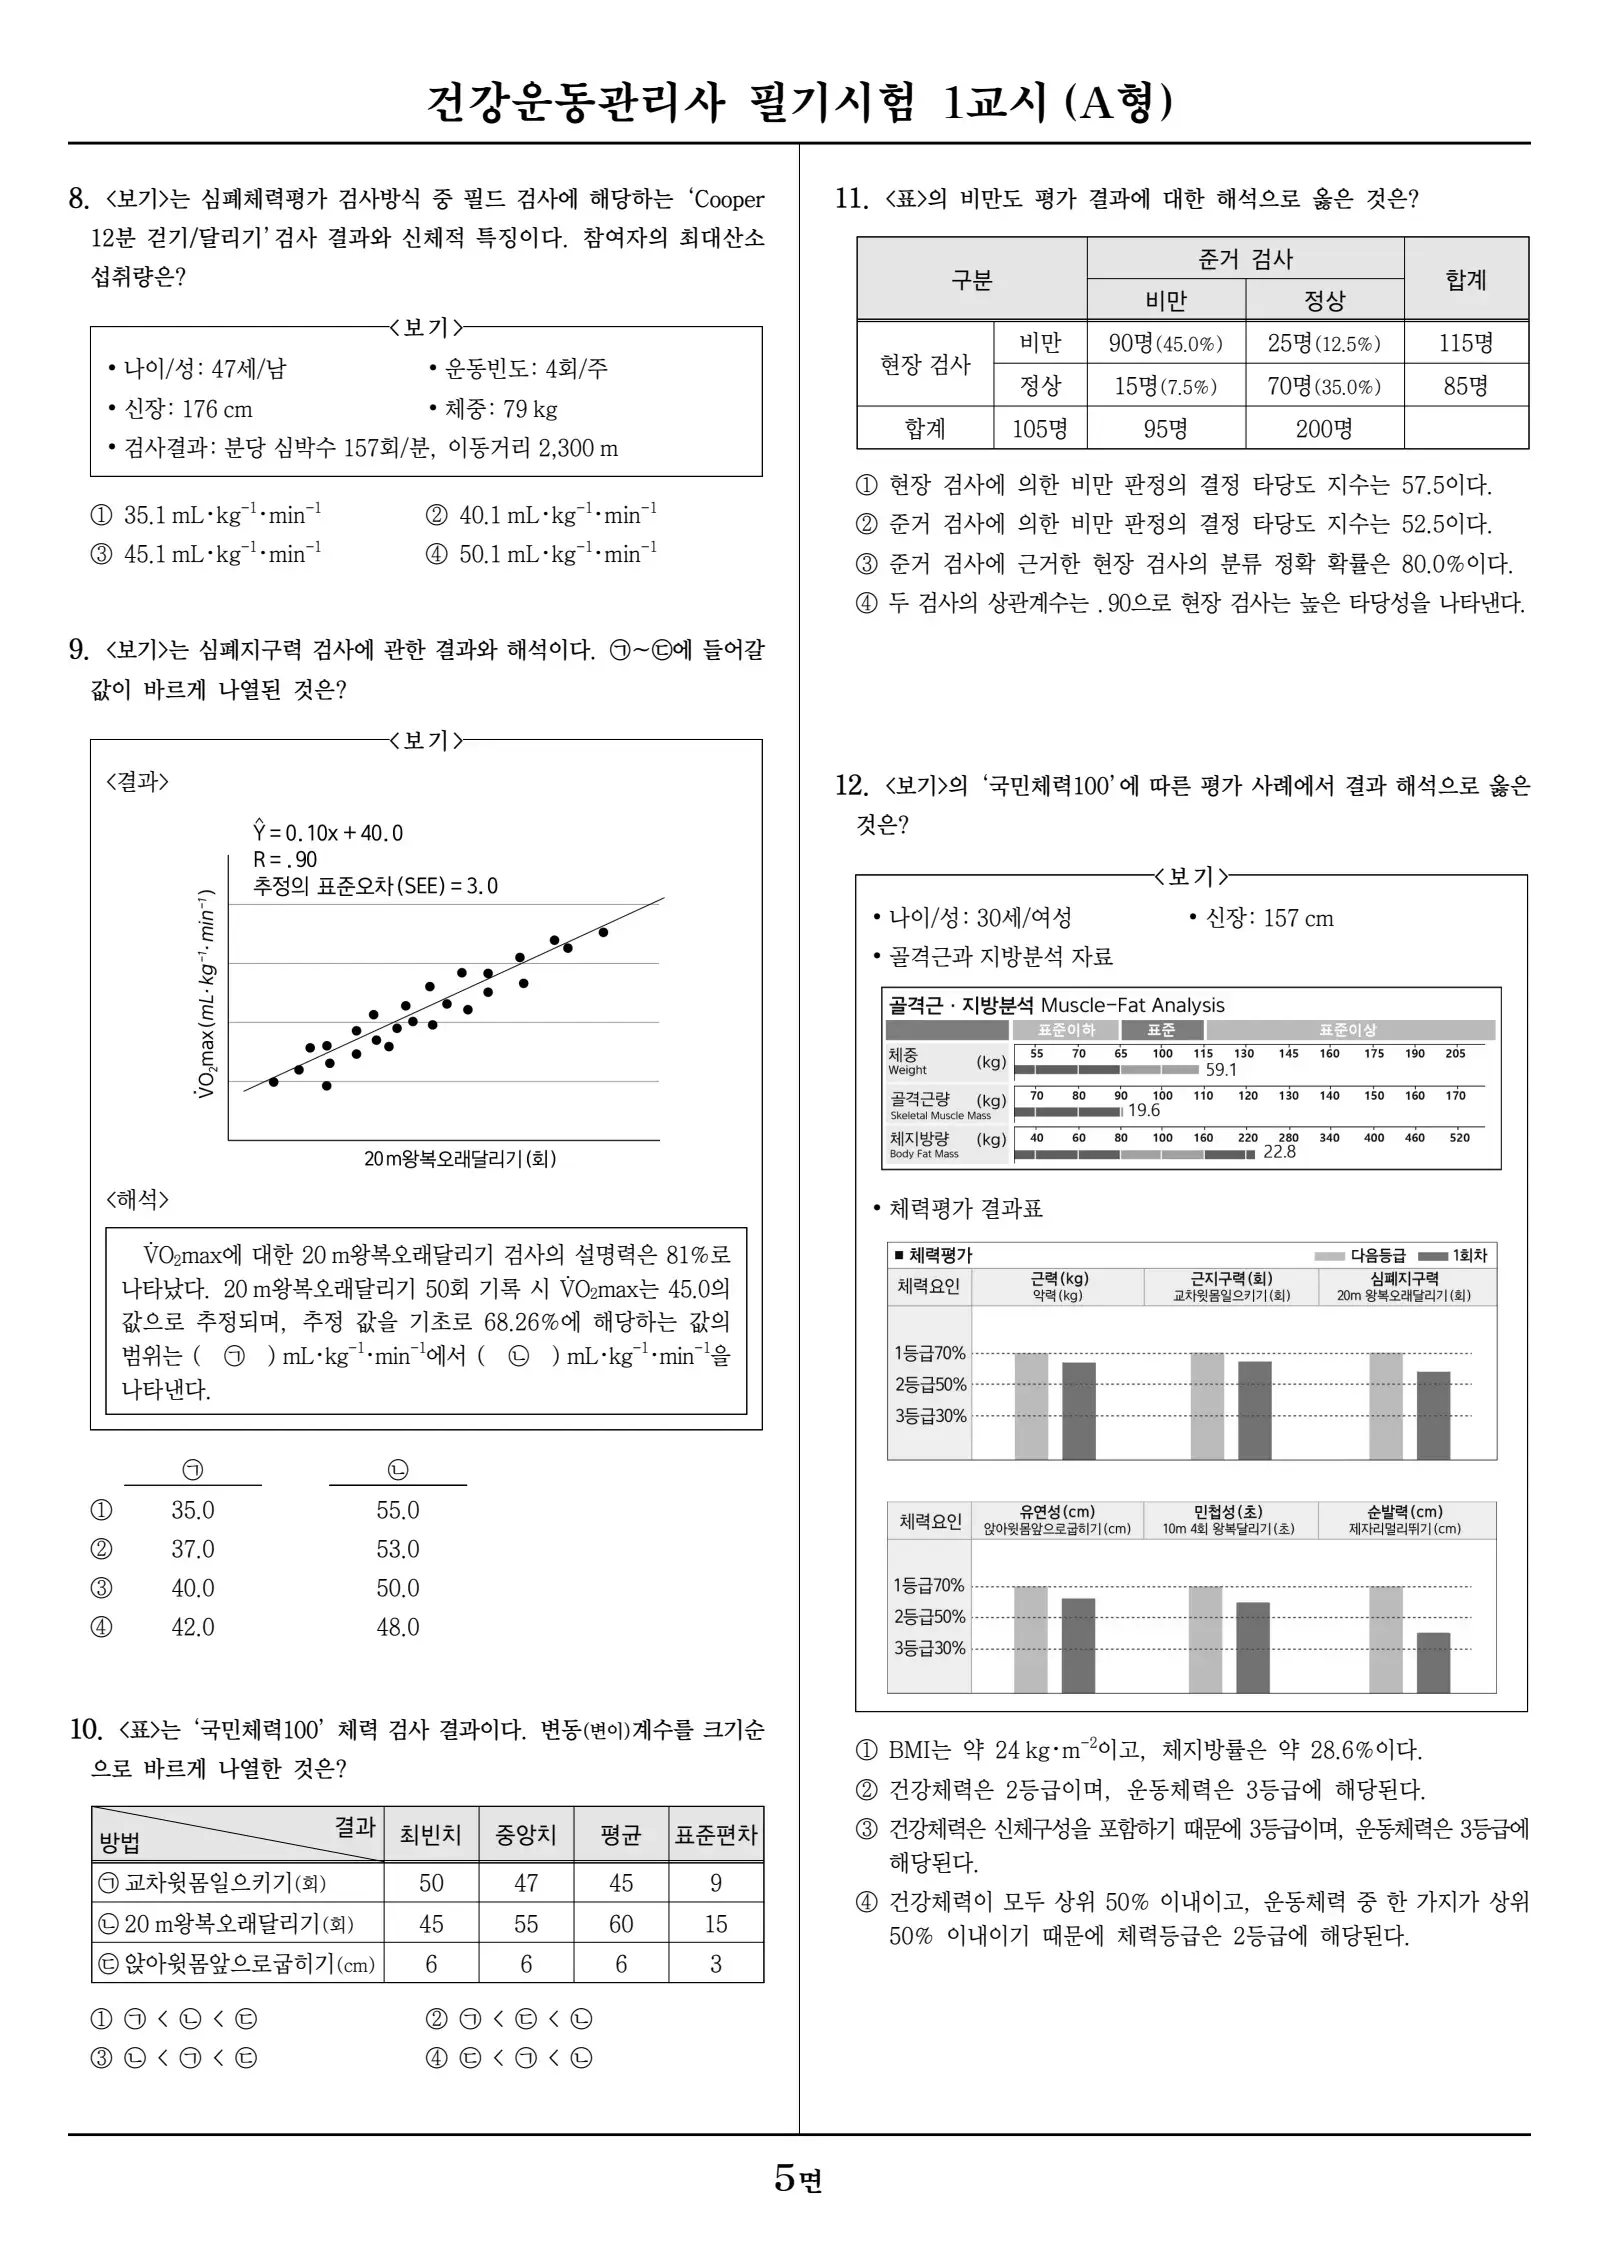 건강운동관리사 필기시험 1교시 (A형)
8. <보기>는 심폐체력평가 검사방식 중 필드 검사에 해당하는 ‘Cooper
12분 걷기/달리기’ 검사 결과와 신체적 특징이다. 참여자의 최대산소
섭취량은?
<보기>
• 나이/성: 47세/남 • 운동빈도: 4회/주
• 신장: 176 cm • 체중: 79 kg
• 검사결과: 분당 심박수 157회/분, 이동거리 2,300 m
① 35.1 mL·kg⁻¹·min⁻¹ ② 40.1 mL·kg⁻¹·min⁻¹
③ 45.1 mL·kg⁻¹·min⁻¹ ④ 50.1 mL·kg⁻¹·min⁻¹
9. <보기>는 심폐지구력 검사에 관한 결과와 해석이다. ㉠~㉢에 들어갈
값이 바르게 나열된 것은?
<보기>
<결과>
Ŷ = 0.10x + 40.0
R = .90
추정의 표준오차(SEE) = 3.0
V̇O₂max(mL·kg⁻¹·min⁻¹)
20m왕복오래달리기(회)
<해석>
V̇O₂max에 대한 20 m왕복오래달리기 검사의 설명력은 81%로
나타났다. 20 m왕복오래달리기 50회 기록 시 V̇O₂max는 45.0의
값으로 추정되며, 추정 값을 기초로 68.26%에 해당하는 값의
범위는 ( ㉠ ) mL·kg⁻¹·min⁻¹에서 ( ㉡ ) mL·kg⁻¹·min⁻¹을
나타낸다.
㉠ ㉡
① 35.0 55.0
② 37.0 53.0
③ 40.0 50.0
④ 42.0 48.0
10. <표>는 ‘국민체력100’ 체력 검사 결과이다. 변동(변이)계수를 크기순
으로 바르게 나열한 것은?
방법 결과 최빈치 중앙치 평균 표준편차
㉠ 교차윗몸일으키기(회) 50 47 45 9
㉡ 20 m왕복오래달리기(회) 45 55 60 15
㉢ 앉아윗몸앞으로굽히기(cm) 6 6 6 3
① ㉠ < ㉡ < ㉢ ② ㉠ < ㉢ < ㉡
③ ㉡ < ㉠ < ㉢ ④ ㉢ < ㉠ < ㉡
11. <표>의 비만도 평가 결과에 대한 해석으로 옳은 것은?
구분 준거 검사 합계
비만 정상
현장 검사 비만 90명(45.0%) 25명(12.5%) 115명
정상 15명(7.5%) 70명(35.0%) 85명
합계 105명 95명 200명
① 현장 검사에 의한 비만 판정의 결정 타당도 지수는 57.5이다.
② 준거 검사에 의한 비만 판정의 결정 타당도 지수는 52.5이다.
③ 준거 검사에 근거한 현장 검사의 분류 정확 확률은 80.0%이다.
④ 두 검사의 상관계수는 .90으로 현장 검사는 높은 타당성을 나타낸다.
12. <보기>의 ‘국민체력100’에 따른 평가 사례에서 결과 해석으로 옳은
것은?
<보기>
• 나이/성: 30세/여성 • 신장: 157 cm
• 골격근과 지방분석 자료
골격근 · 지방분석 Muscle-Fat Analysis
표준이하 표준 표준이상
체중 (kg) 55 70 65 100 115 130 145 160 175 190 205
Weight 59.1
골격근량 (kg) 70 80 90 100 110 120 130 140 150 160 170
Skeletal Muscle Mass 19.6
체지방량 (kg) 40 60 80 100 160 220 280 340 400 460 520
Body Fat Mass 22.8
• 체력평가 결과표
■ 체력평가 다음등급 1회차
체력요인 근력(kg) 근지구력(회) 심폐지구력
악력(kg) 교차윗몸일으키기(회) 20m 왕복오래달리기(회)
1등급70%
2등급50%
3등급30%
체력요인 유연성(cm) 민첩성(초) 순발력(cm)
앉아윗몸앞으로굽히기(cm) 10m 4회 왕복달리기(초) 제자리멀리뛰기(cm)
1등급70%
2등급50%
3등급30%
① BMI는 약 24 kg·m⁻²이고, 체지방률은 약 28.6%이다.
② 건강체력은 2등급이며, 운동체력은 3등급에 해당된다.
③ 건강체력은 신체구성을 포함하기 때문에 3등급이며, 운동체력은 3등급에
해당된다.
④ 건강체력이 모두 상위 50% 이내이고, 운동체력 중 한 가지가 상위
50% 이내이기 때문에 체력등급은 2등급에 해당된다.
5면